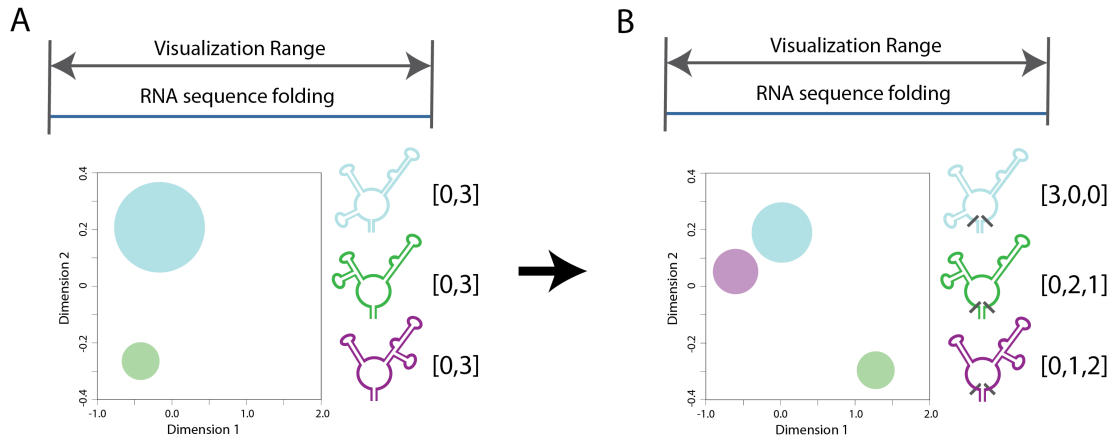 A
Visualization Range
RNA sequence folding
0.4
0.2
0
-0.2
-0.4
Dimension 2
-1.0 0.0 1.0 2.0
Dimension 1
[0,3]
[0,3]
[0,3]
B
Visualization Range
RNA sequence folding
0.4
0.2
0
-0.2
-0.4
Dimension 2
-1.0 0.0 1.0 2.0
Dimension 1
[3,0,0]
[0,2,1]
[0,1,2]